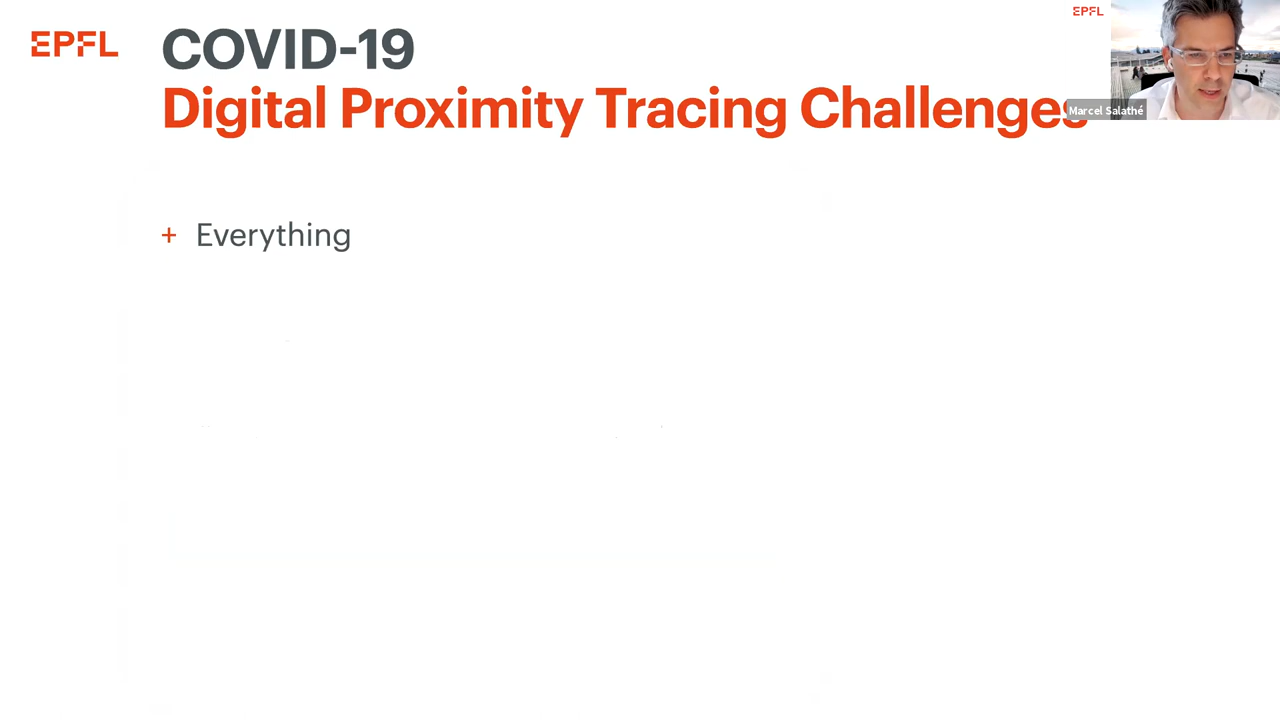 EPFL
COVID-19
Digital Proximity Tracing Challenges
+ Everything
EPFL
Marcel Salathé